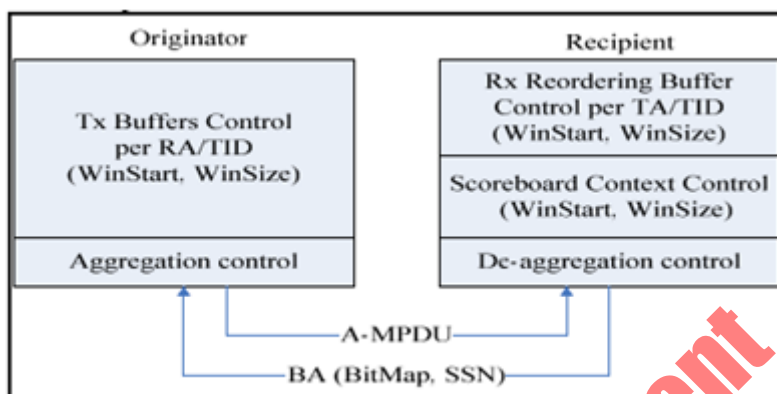 Originator
Tx Buffers Control
per RA/TID
(WinStart, WinSize)
Aggregation control
Recipient
Rx Reordering Buffer
Control per TA/TID
(WinStart, WinSize)
Scoreboard Context Control
(WinStart, WinSize)
De-aggregation control
A-MPDU
BA (BitMap, SSN)